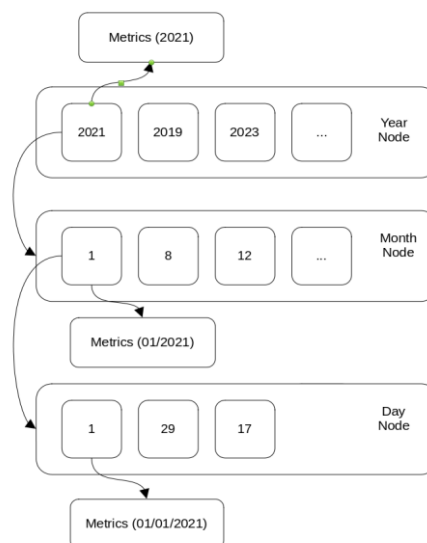 Metrics (2021)
2021 2019 2023 ... Year
Node
1 8 12 ... Month
Node
Metrics (01/2021)
1 29 17 Day
Node
Metrics (01/01/2021)